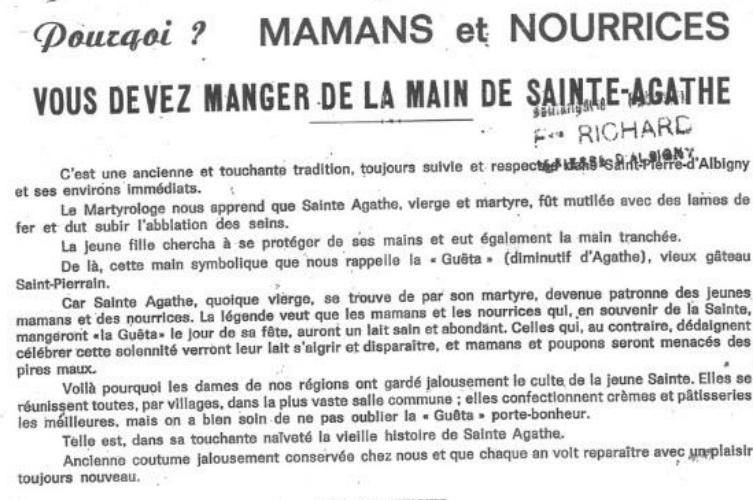 Pourqoi ? MAMANS et NOURRICES
VOUS DEVEZ MANGER DE LA MAIN DE SAINTE-AGATHE
RICHARD
ST-PIERRE D'ALBIGNY
C'est une ancienne et touchante tradition, toujours suivie et respectée dans Saint-Pierre-d'Albigny
et ses environs immédiats.
Le Martyrologe nous apprend que Sainte Agathe, vierge et martyre, fût mutilée avec des lames de
fer et dut subir l'abblation des seins.
La jeune fille chercha à se protéger de ses mains et eut également la main tranchée.
De là, cette main symbolique que nous rappelle la « Guêta » (diminutif d'Agathe), vieux gâteau
Saint-Pierrain.
Car Sainte Agathe, quoique vierge, se trouve de par son martyre, devenue patronne des jeunes
mamans et des nourrices. La légende veut que les mamans et les nourrices qui, en souvenir de la Sainte,
mangeront «la Guêta» le jour de sa fête, auront un lait sain et abondant. Celles qui, au contraire, dédaignent
célébrer cette solennité verront leur lait s'aigrir et disparaître, et mamans et poupons seront menacés des
pires maux.
Voilà pourquoi les dames de nos régions ont gardé jalousement le culte de la jeune Sainte. Elles se
réunissent toutes, par villages, dans la plus vaste salle commune ; elles confectionnent crèmes et pâtisseries
les meilleures, mais on a bien soin de ne pas oublier la « Guêta » porte-bonheur.
Telle est, dans sa touchante naïveté la vieille histoire de Sainte Agathe.
Ancienne coutume jalousement conservée chez nous et que chaque an voit reparaître avec un plaisir
toujours nouveau.